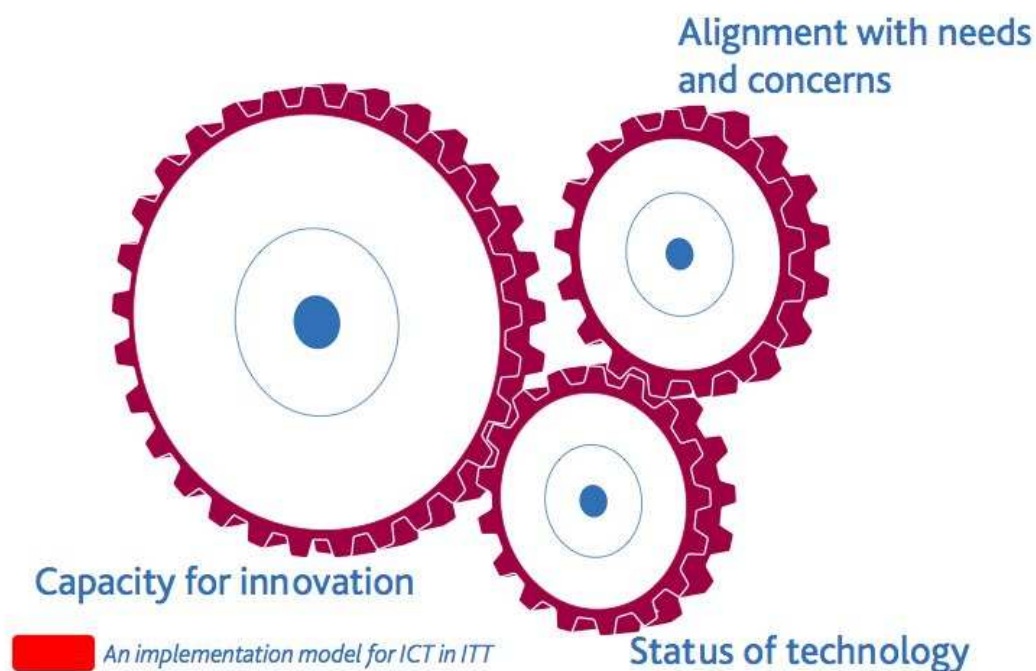 Alignment with needs
and concerns
Capacity for innovation
An implementation model for ICT in ITT
Status of technology